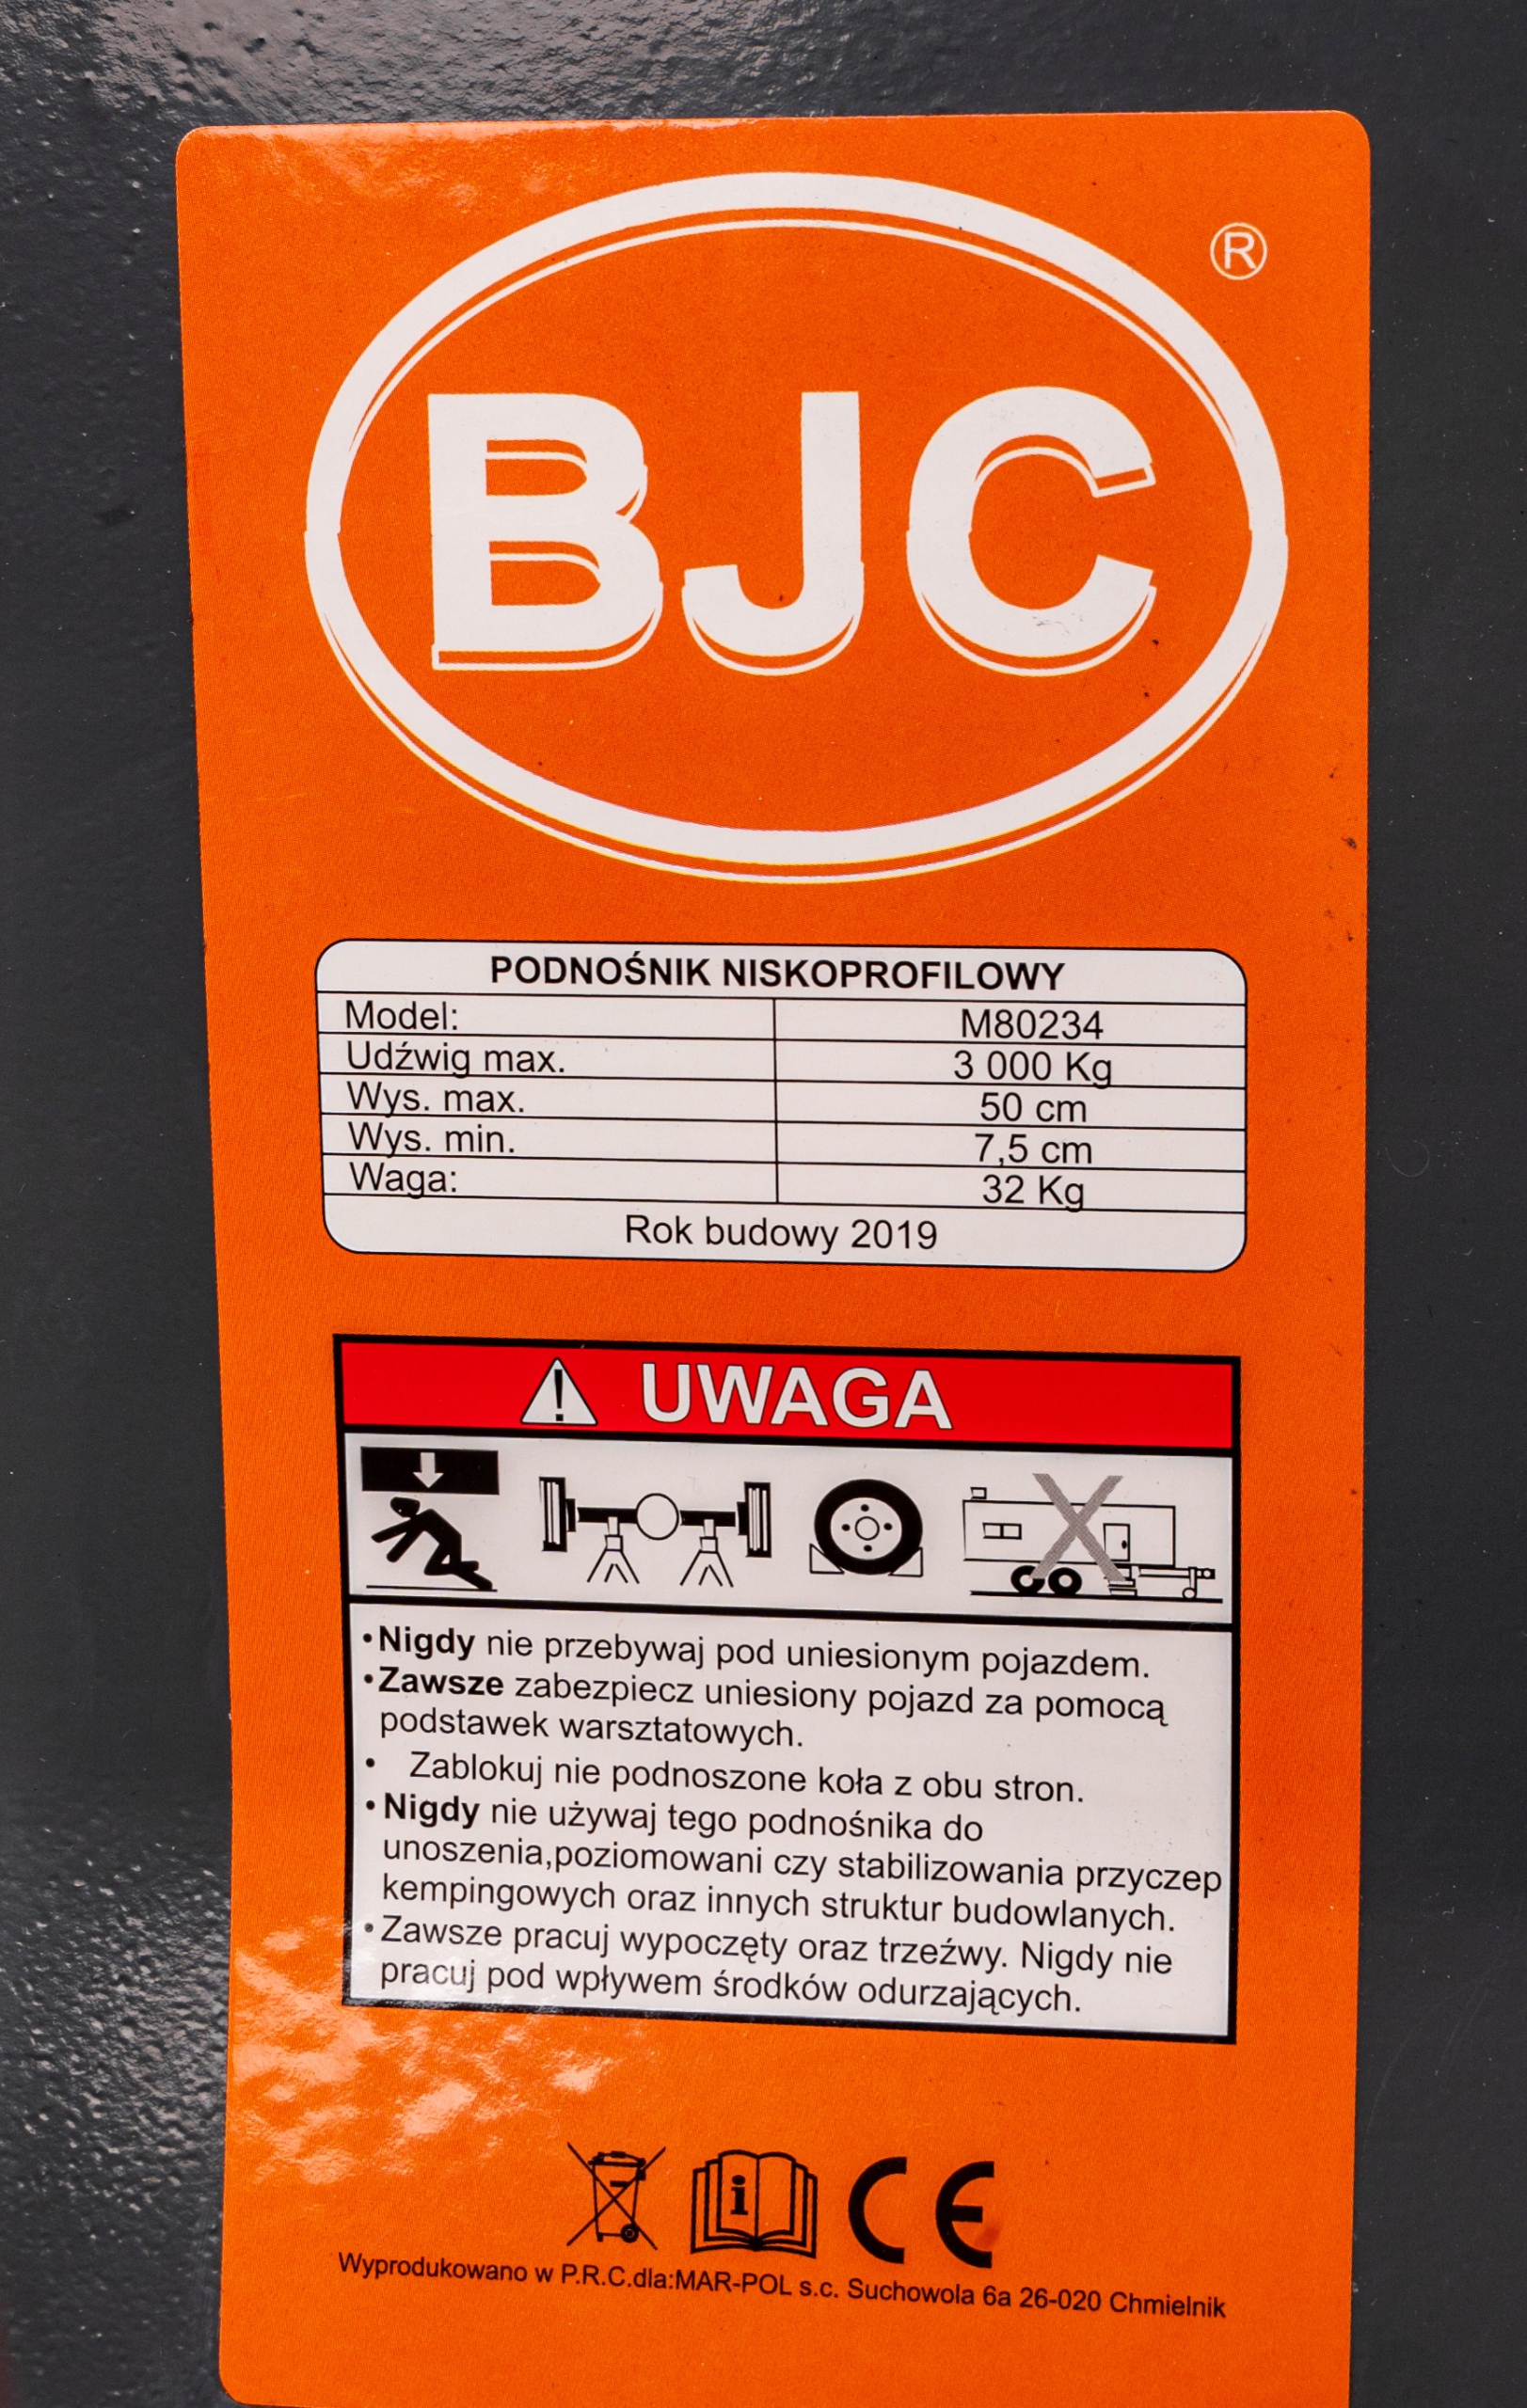 ®
BJC
PODNOŚNIK NISKOPROFILOWY
Model: M80234
Udźwig max. 3 000 Kg
Wys. max. 50 cm
Wys. min. 7,5 cm
Waga: 32 Kg
Rok budowy 2019
UWAGA
•Nigdy nie przebywaj pod uniesionym pojazdem.
•Zawsze zabezpiecz uniesiony pojazd za pomocą
podstawek warsztatowych.
• Zablokuj nie podnoszone koła z obu stron.
•Nigdy nie używaj tego podnośnika do
unoszenia,poziomowani czy stabilizowania przyczep
kempingowych oraz innych struktur budowlanych.
•Zawsze pracuj wypoczęty oraz trzeźwy. Nigdy nie
pracuj pod wpływem środków odurzających.
i
CE
Wyprodukowano w P.R.C.dla:MAR-POL s.c. Suchowola 6a 26-020 Chmielnik